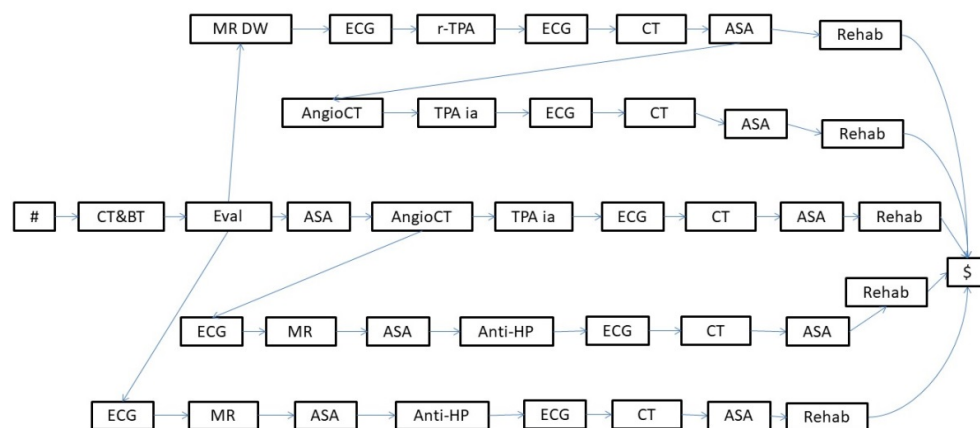 MR DW ECG r-TPA ECG CT ASA Rehab
AngioCT TPA ia ECG CT ASA Rehab
# CT&BT Eval ASA AngioCT TPA ia ECG CT ASA Rehab
$
Rehab
ECG MR ASA Anti-HP ECG CT ASA
ECG MR ASA Anti-HP ECG CT ASA Rehab